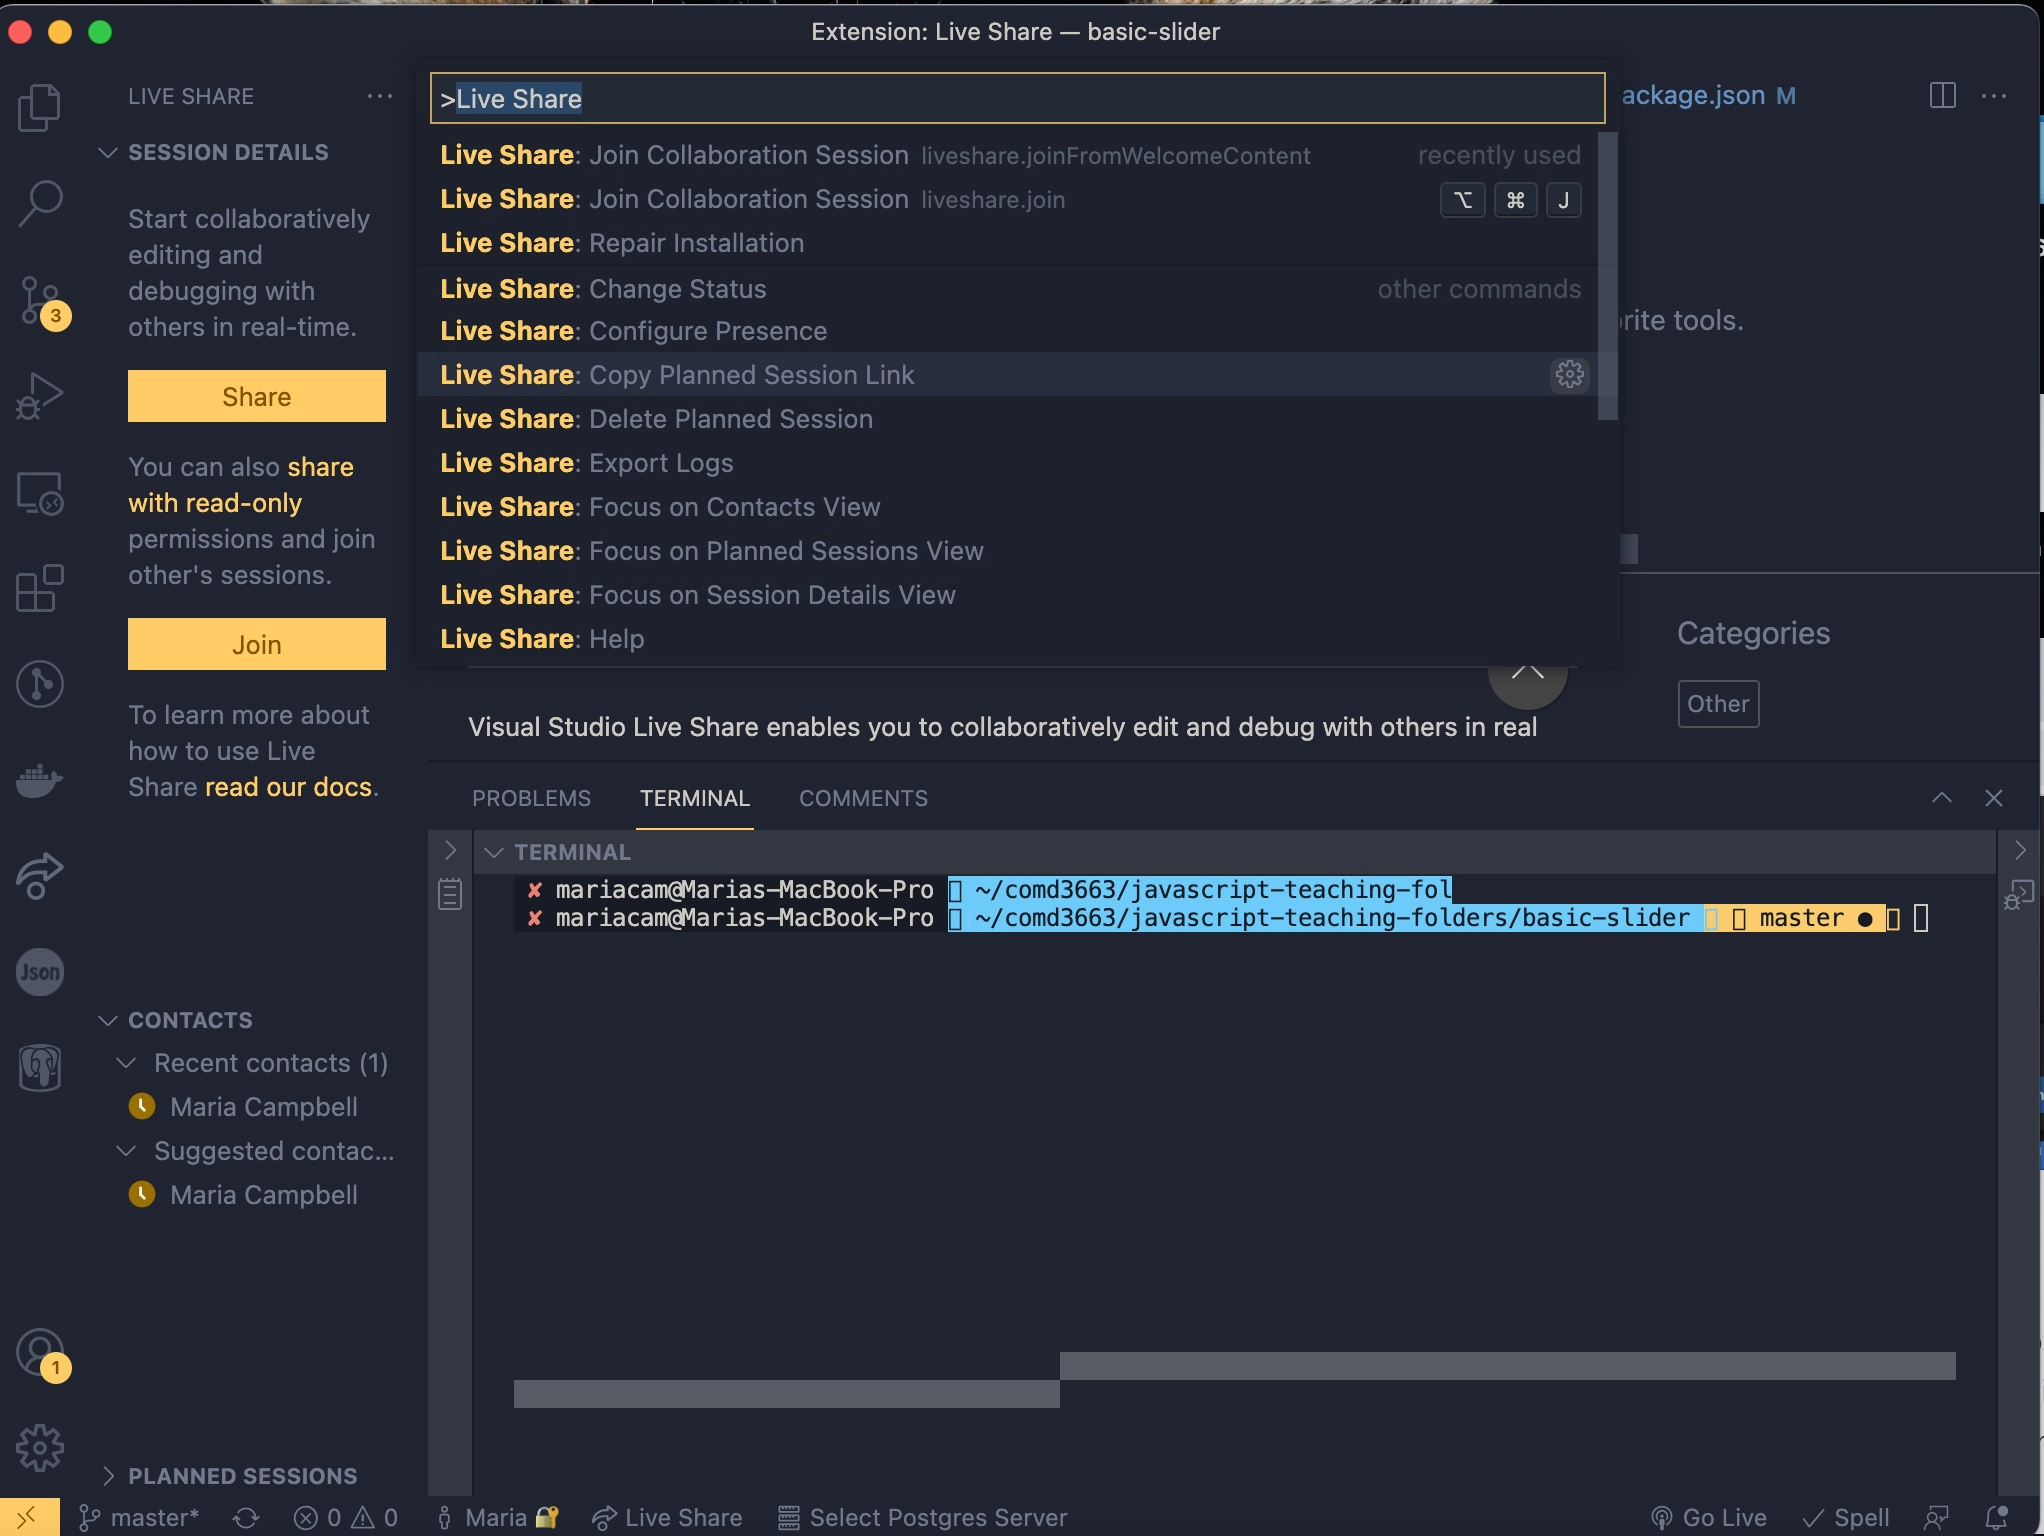 Extension: Live Share — basic-slider
LIVE SHARE
SESSION DETAILS
Start collaboratively
editing and
debugging with
others in real-time.
Share
You can also share
with read-only
permissions and join
other's sessions.
Join
To learn more about
how to use Live
Share read our docs.
3
Json
CONTACTS
Recent contacts (1)
Maria Campbell
Suggested contac...
Maria Campbell
1
PLANNED SESSIONS
>Live Share
Live Share: Join Collaboration Session liveshare.joinFromWelcomeContent recently used
Live Share: Join Collaboration Session liveshare.join ⌥ ⌘ J
Live Share: Repair Installation
Live Share: Change Status other commands
Live Share: Configure Presence
Live Share: Copy Planned Session Link
Live Share: Delete Planned Session
Live Share: Export Logs
Live Share: Focus on Contacts View
Live Share: Focus on Planned Sessions View
Live Share: Focus on Session Details View
Live Share: Help
ackage.json M
rite tools.
Categories
Other
Visual Studio Live Share enables you to collaboratively edit and debug with others in real
PROBLEMS TERMINAL COMMENTS
TERMINAL
✘ mariacam@Marias-MacBook-Pro ~/comd3663/javascript-teaching-fol
✘ mariacam@Marias-MacBook-Pro ~/comd3663/javascript-teaching-folders/basic-slider master ●
master* 0 0 Maria Live Share Select Postgres Server Go Live Spell